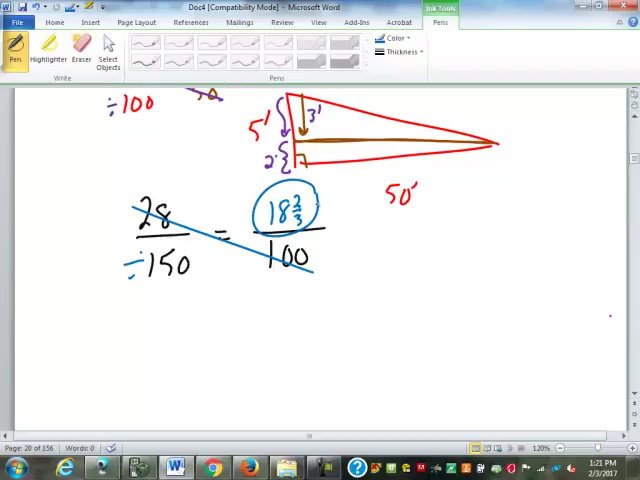 Doc4 [Compatibility Mode] - Microsoft Word
Ink Tools
File Home Insert Page Layout References Mailings Review View Add-Ins Acrobat Pens
Pen Highlighter Eraser Select Objects
Color
Thickness
Write Pens
÷100
5' 3'
2'
50'
28 = 18 2/3
÷150 100
Page: 20 of 156 Words: 0 120%
1:21 PM
2/3/2017